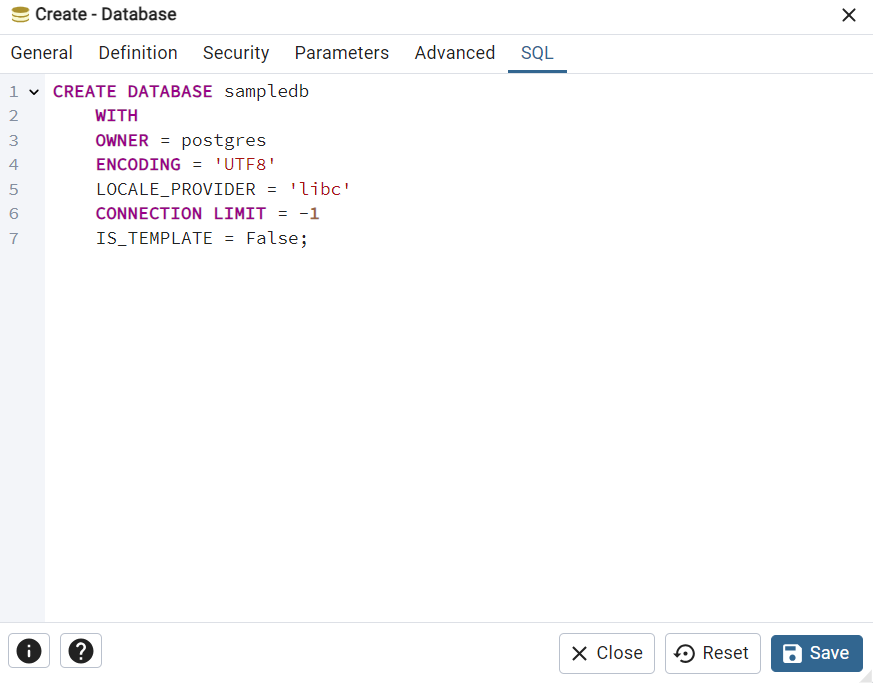 Create - Database
General Definition Security Parameters Advanced SQL
1 CREATE DATABASE sampledb
2 WITH
3 OWNER = postgres
4 ENCODING = 'UTF8'
5 LOCALE_PROVIDER = 'libc'
6 CONNECTION LIMIT = -1
7 IS_TEMPLATE = False;
Close Reset Save